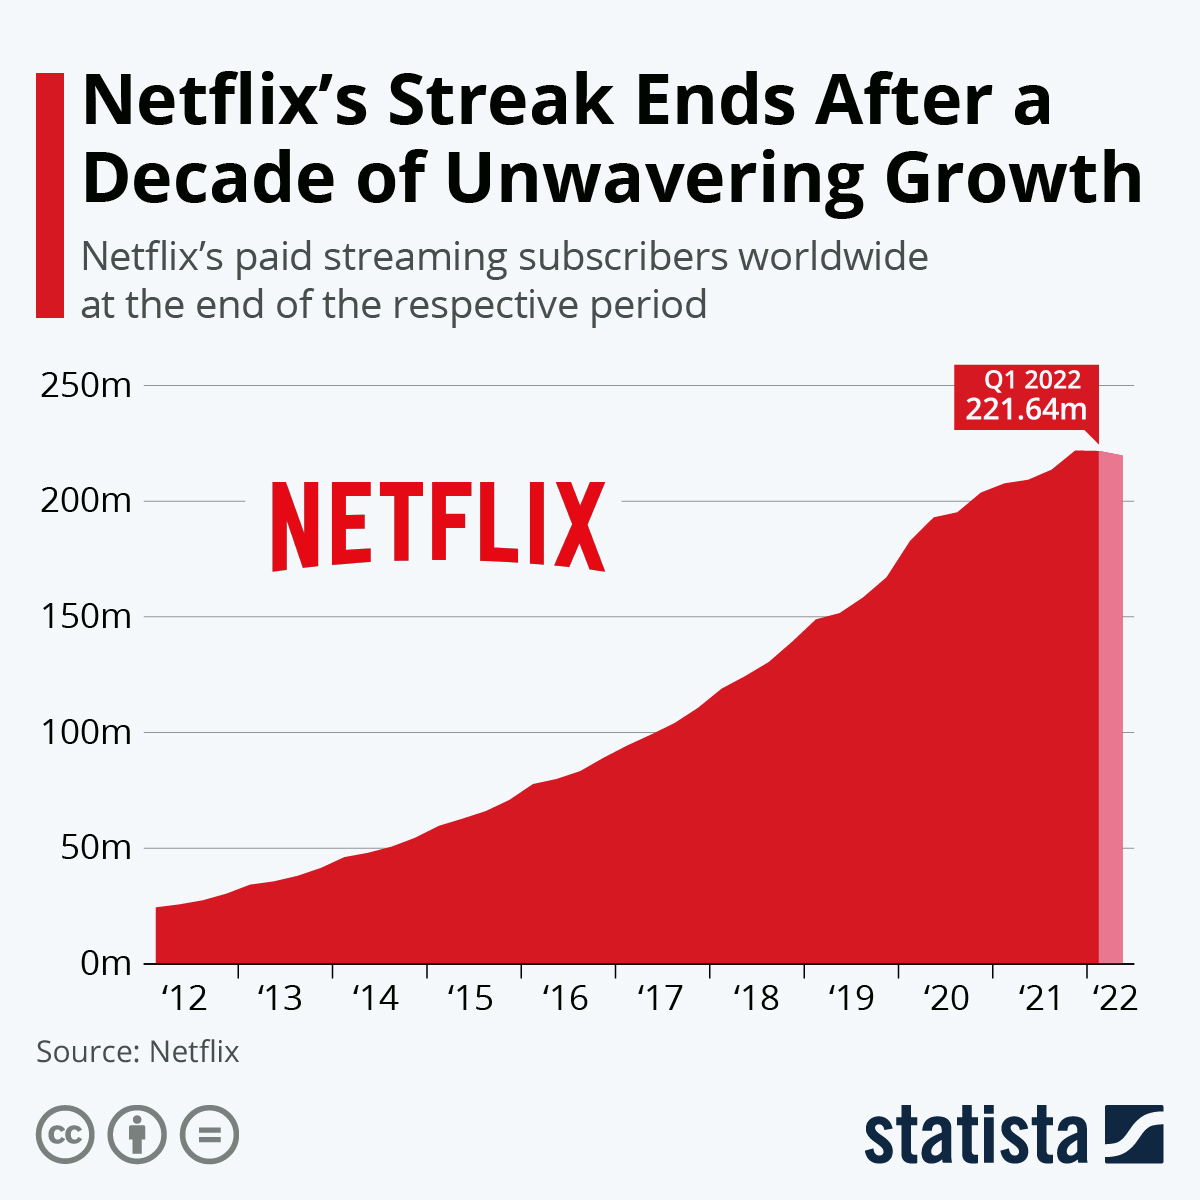 Netflix’s Streak Ends After a
Decade of Unwavering Growth
Netflix’s paid streaming subscribers worldwide
at the end of the respective period
250m
Q1 2022
221.64m
200m
NETFLIX
150m
100m
50m
0m
‘12 ‘13 ‘14 ‘15 ‘16 ‘17 ‘18 ‘19 ‘20 ‘21 ‘22
Source: Netflix
cc
statista